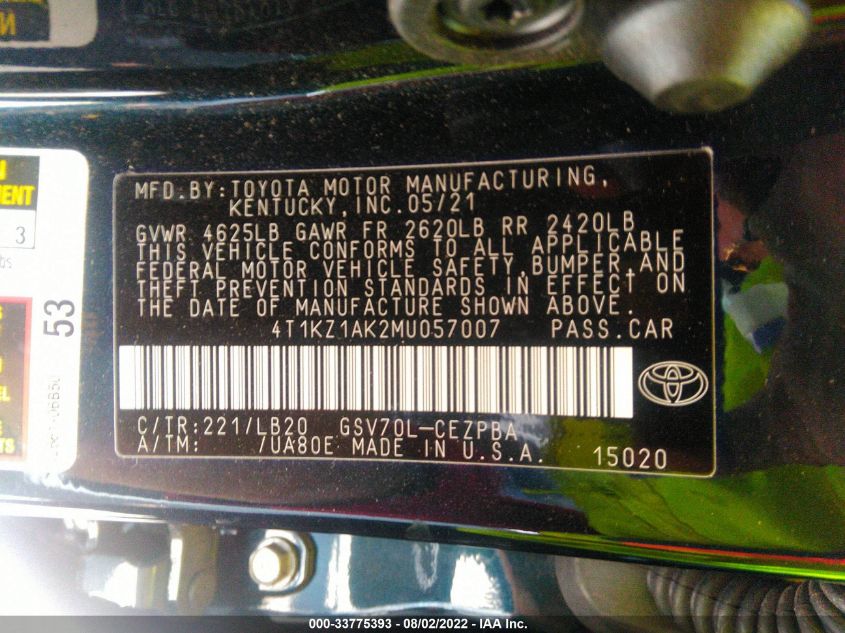 MFD.BY:TOYOTA MOTOR MANUFACTURING,
KENTUCKY,INC.05/21
GVWR 4625LB GAWR FR 2620LB RR 2420LB
THIS VEHICLE CONFORMS TO ALL APPLICABLE
FEDERAL MOTOR VEHICLE SAFETY,BUMPER,AND
THEFT PREVENTION STANDARDS IN EFFECT ON
THE DATE OF MANUFACTURE SHOWN ABOVE.
4T1KZ1AK2MU057007 PASS.CAR
C/TR:221/LB20 GSV70L-CEZPBA
A/TM: /UA80E MADE IN U.S.A. 15020
3
53
000-33775393 - 08/02/2022 - IAA Inc.